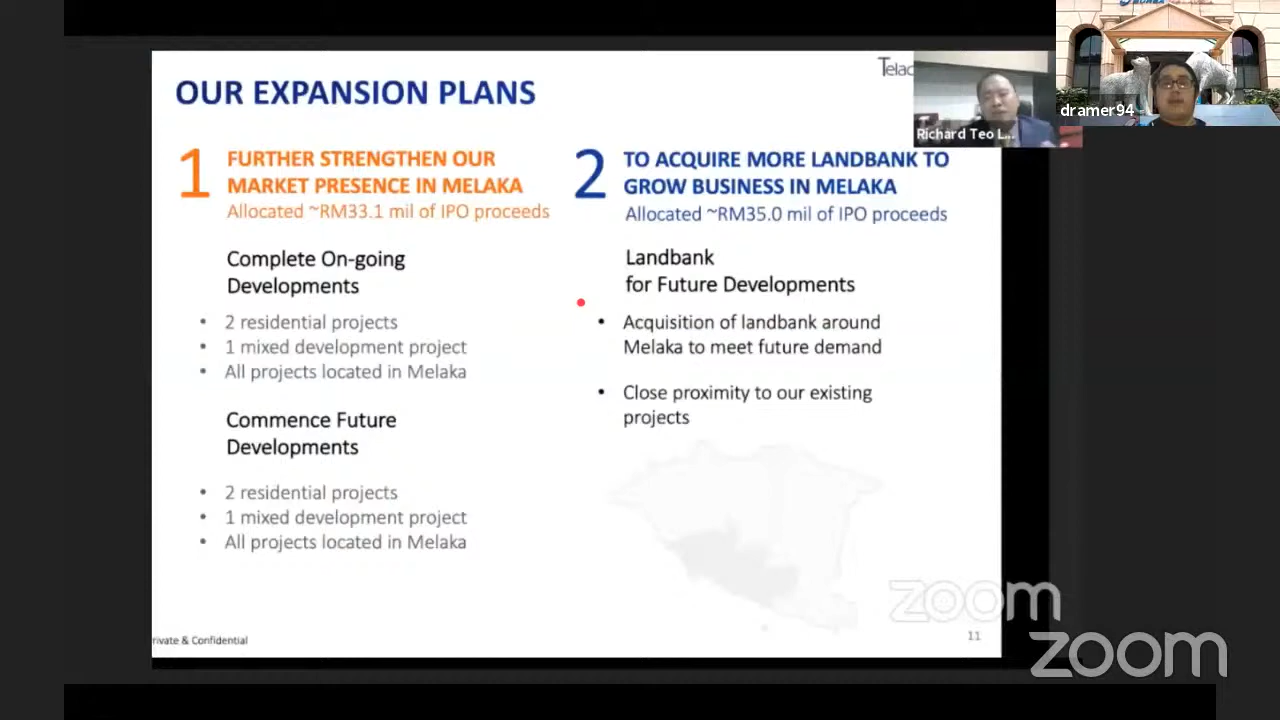 OUR EXPANSION PLANS
Telad
Richard Teo L...
dramer94
1
FURTHER STRENGTHEN OUR
MARKET PRESENCE IN MELAKA
Allocated ~RM33.1 mil of IPO proceeds
Complete On-going
Developments
• 2 residential projects
• 1 mixed development project
• All projects located in Melaka
Commence Future
Developments
• 2 residential projects
• 1 mixed development project
• All projects located in Melaka
2
TO ACQUIRE MORE LANDBANK TO
GROW BUSINESS IN MELAKA
Allocated ~RM35.0 mil of IPO proceeds
Landbank
for Future Developments
• Acquisition of landbank around
Melaka to meet future demand
• Close proximity to our existing
projects
rivate & Confidential
11
zoom
zoom